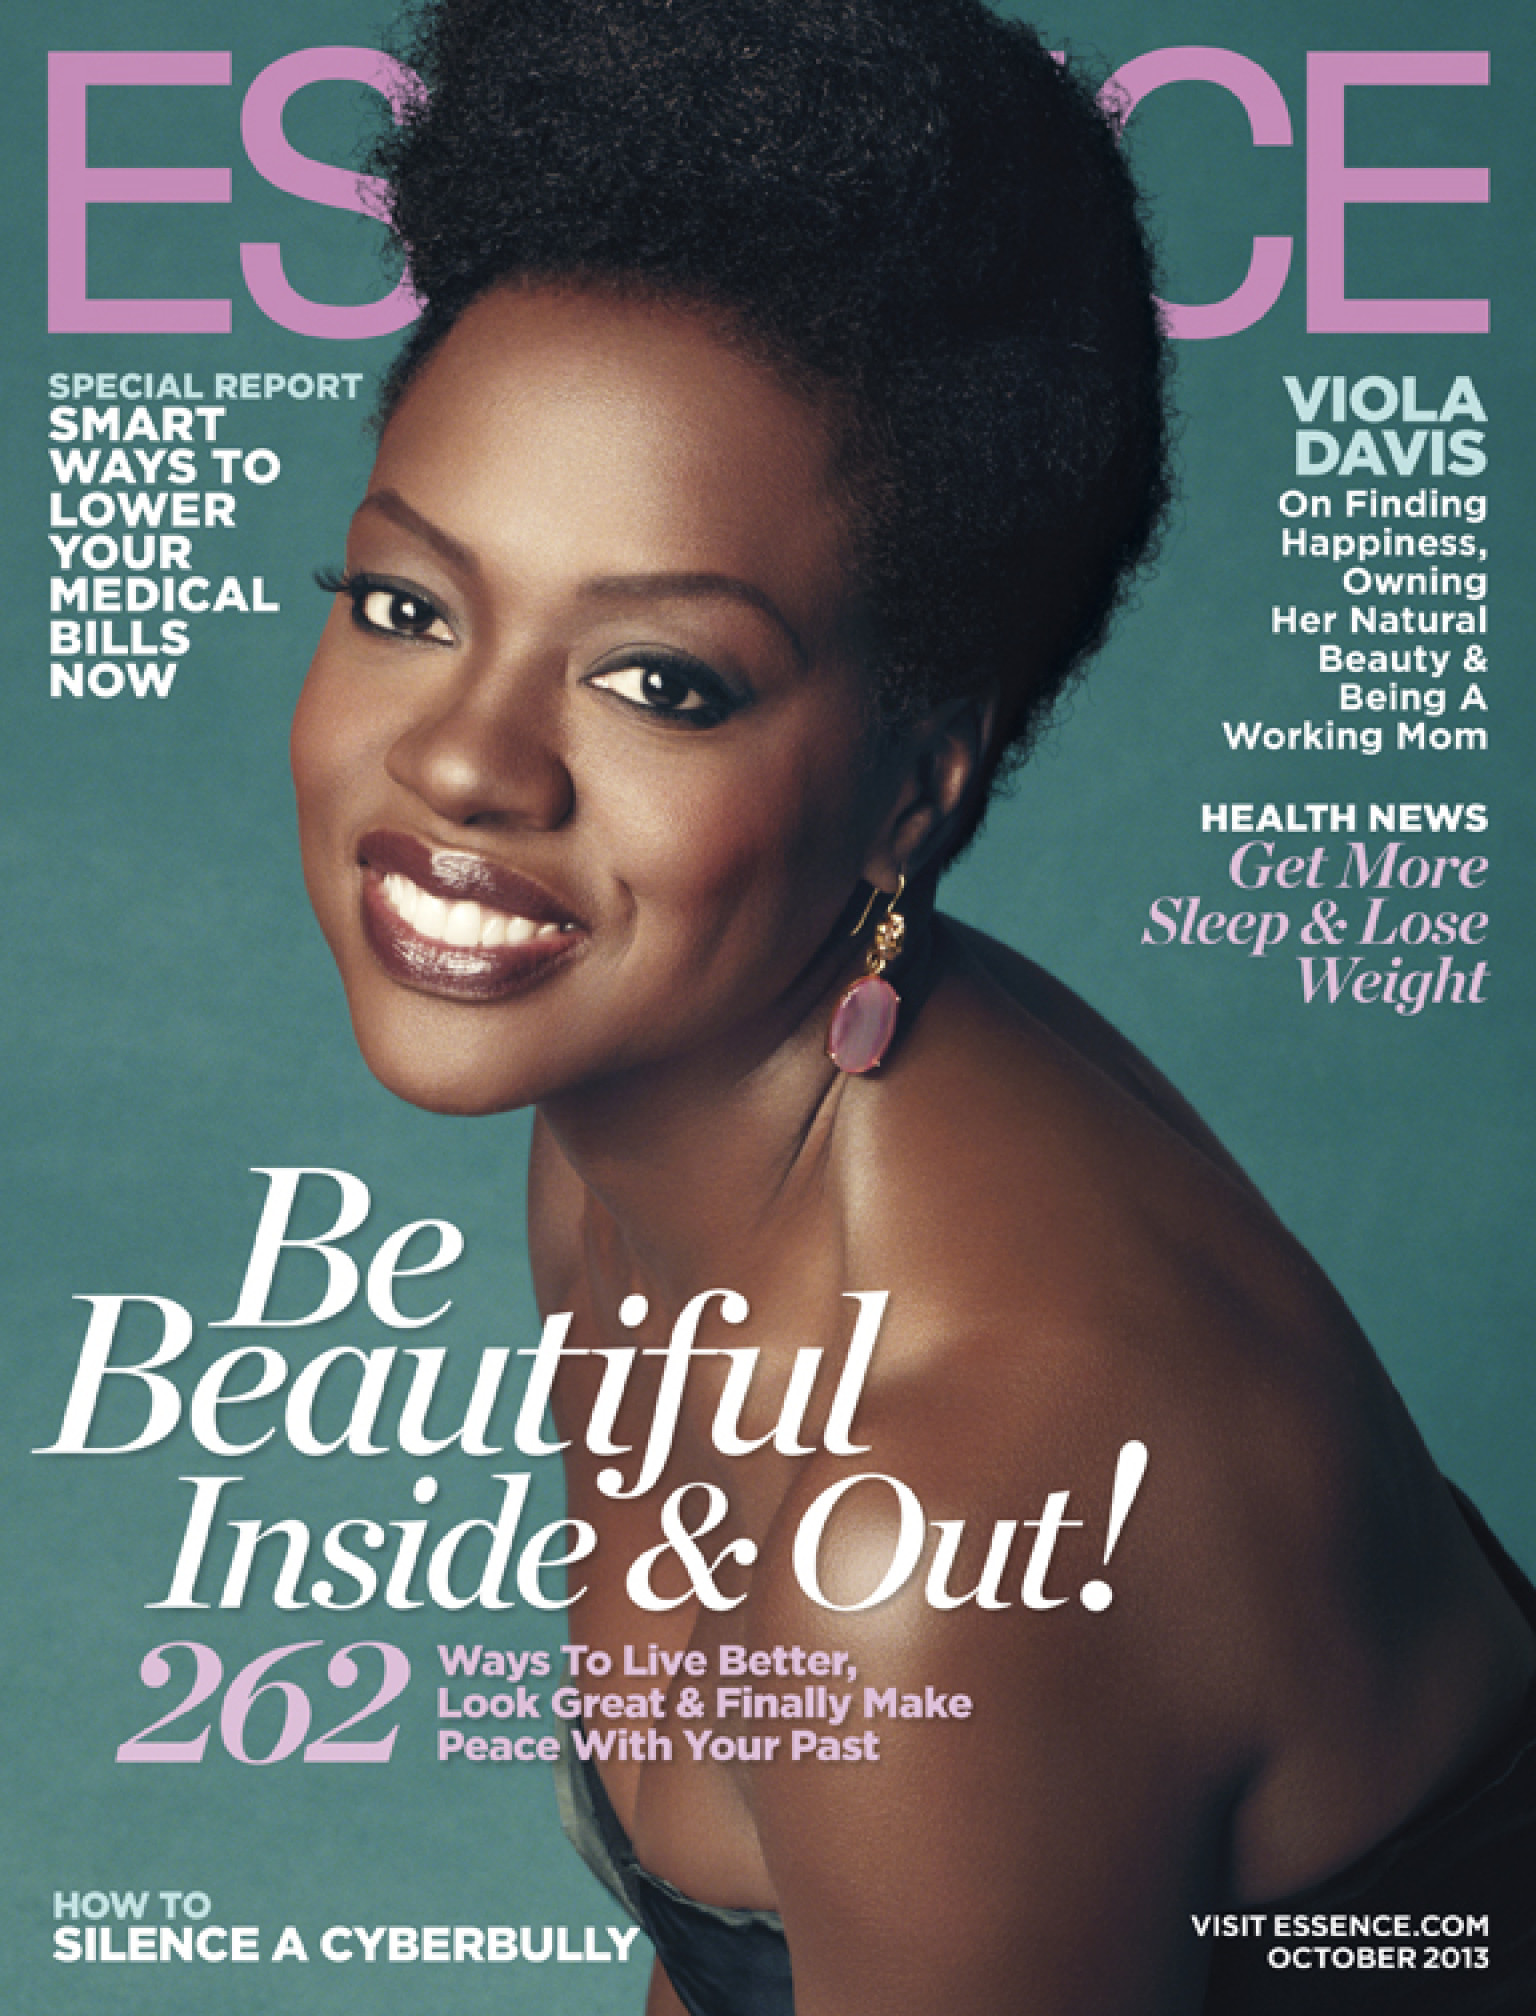 ESSENCE
SPECIAL REPORT
SMART
WAYS TO
LOWER
YOUR
MEDICAL
BILLS
NOW
VIOLA
DAVIS
On Finding
Happiness,
Owning
Her Natural
Beauty &
Being A
Working Mom
HEALTH NEWS
Get More
Sleep & Lose
Weight
Be
Beautiful
Inside & Out!
262
Ways To Live Better,
Look Great & Finally Make
Peace With Your Past
HOW TO
SILENCE A CYBERBULLY
VISIT ESSENCE.COM
OCTOBER 2013